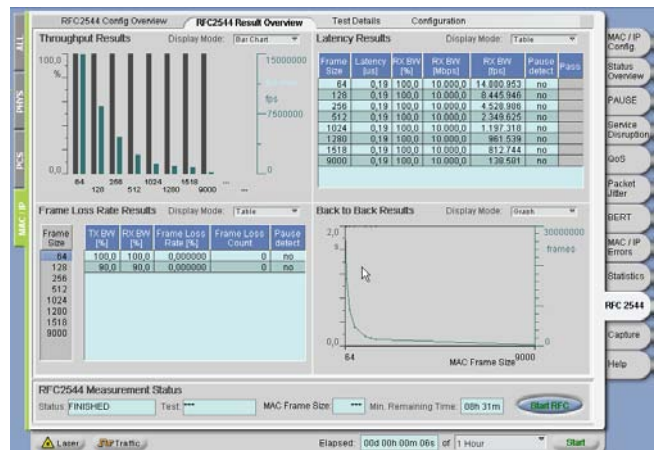 RFC2544 Config Overview RFC2544 Result Overview Test Details Configuration
ALL
PHYS
PCS
MAC / IP
Throughput Results Display Mode: Bar Chart
100,0
%
0,0
15000000
fps
7500000
0
64 256 1024 1518 ...
128 512 1280 9000 ...
Latency Results Display Mode: Table
Frame Size Latency [us] RX BW [%] RX BW [Mbps] RX BW [fps] Pause detect Pass
64 0,19 100,0 10.000,0 14.880.953 no
128 0,19 100,0 10.000,0 8.445.946 no
256 0,19 100,0 10.000,0 4.528.986 no
512 0,19 100,0 10.000,0 2.349.625 no
1024 0,19 100,0 10.000,0 1.197.318 no
1280 0,19 100,0 10.000,0 961.539 no
1518 0,19 100,0 10.000,0 812.744 no
9000 0,19 100,0 10.000,0 138.581 no
Frame Loss Rate Results Display Mode: Table
Frame Size TX BW [%] RX BW [%] Frame Loss Rate [%] Frame Loss Count Pause detect
64 100,0 100,0 0,000000 0 no
128 90,0 90,0 0,000000 0 no
256
512
1024
1280
1518
9000
Back to Back Results Display Mode: Graph
2,0
s
0,0
30000000
frames
0
64 9000
MAC Frame Size
RFC2544 Measurement Status
Status: FINISHED Test: *** MAC Frame Size: *** Min. Remaining Time: 08h 31m Start RFC
Laser Traffic Elapsed: 00d 00h 00m 06s of 1 Hour Start
MAC / IP Config.
Status Overview
PAUSE
Service Disruption
QoS
Packet Jitter
BERT
MAC / IP Errors
Statistics
RFC 2544
Capture
Help